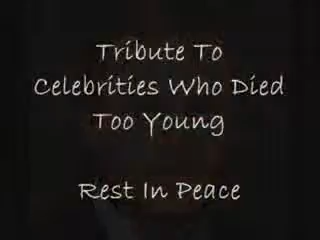 Tribute To
Celebrities Who Died
Too Young
Rest In Peace